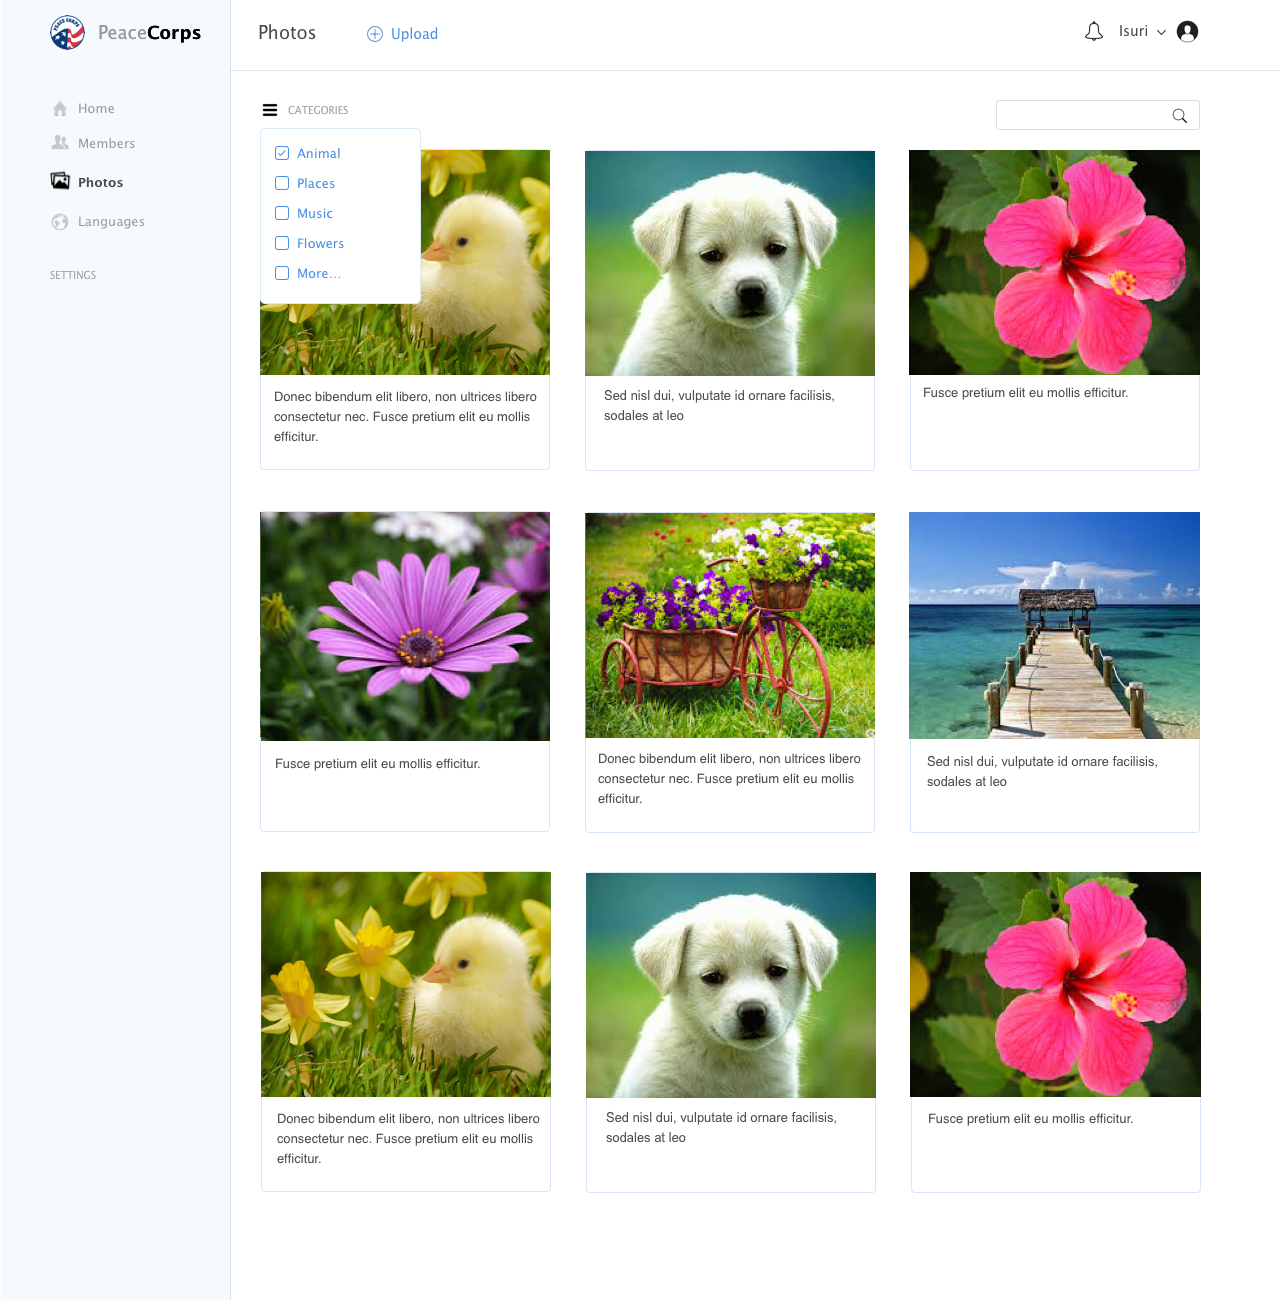 PeaceCorps
Photos
Upload
Isuri
Home
Members
Photos
Languages
SETTINGS
CATEGORIES
Animal
Places
Music
Flowers
More...
Donec bibendum elit libero, non ultrices libero
consectetur nec. Fusce pretium elit eu mollis
efficitur.
Sed nisl dui, vulputate id ornare facilisis,
sodales at leo
Fusce pretium elit eu mollis efficitur.
Fusce pretium elit eu mollis efficitur.
Donec bibendum elit libero, non ultrices libero
consectetur nec. Fusce pretium elit eu mollis
efficitur.
Sed nisl dui, vulputate id ornare facilisis,
sodales at leo
Donec bibendum elit libero, non ultrices libero
consectetur nec. Fusce pretium elit eu mollis
efficitur.
Sed nisl dui, vulputate id ornare facilisis,
sodales at leo
Fusce pretium elit eu mollis efficitur.